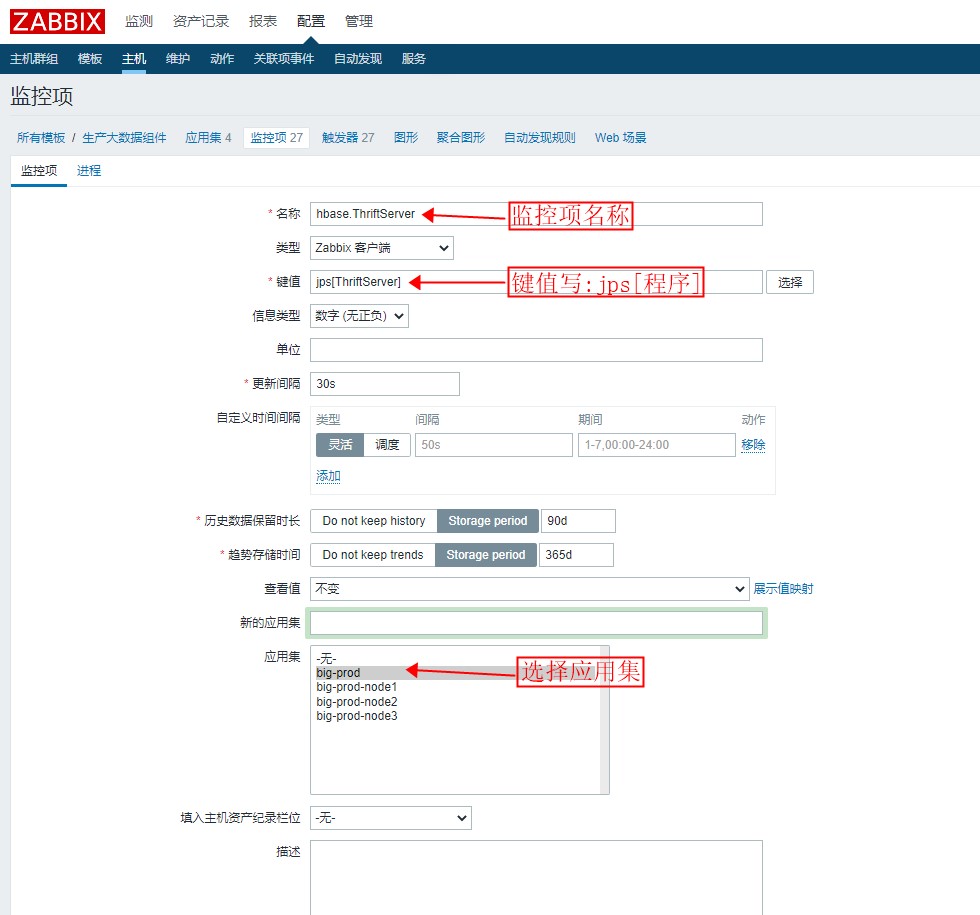 ZABBIX 监测 资产记录 报表 配置 管理
主机群组 模板 主机 维护 动作 关联项事件 自动发现 服务
监控项
所有模板 / 生产大数据组件 应用集 4 监控项 27 触发器 27 图形 聚合图形 自动发现规则 Web 场景
监控项 进程
* 名称 hbase.ThriftServer 监控项名称
类型 Zabbix 客户端
* 键值 jps[ThriftServer] 键值写:jps[程序] 选择
信息类型 数字 (无正负)
单位
* 更新间隔 30s
自定义时间间隔 类型 间隔 期间 动作
灵活 调度 50s 1-7,00:00-24:00 移除
添加
* 历史数据保留时长 Do not keep history Storage period 90d
* 趋势存储时间 Do not keep trends Storage period 365d
查看值 不变 展示值映射
新的应用集
应用集 -无-
big-prod 选择应用集
big-prod-node1
big-prod-node2
big-prod-node3
填入主机资产纪录栏位 -无-
描述